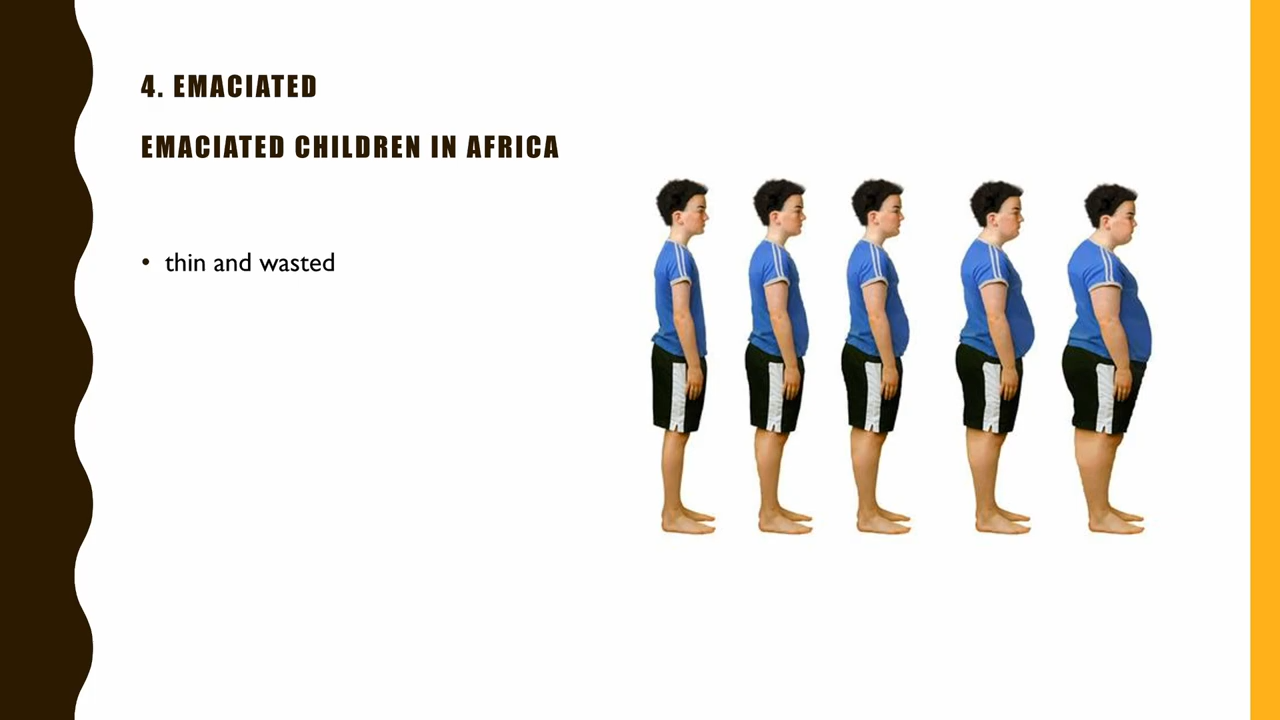 4. EMACIATED
EMACIATED CHILDREN IN AFRICA
• thin and wasted